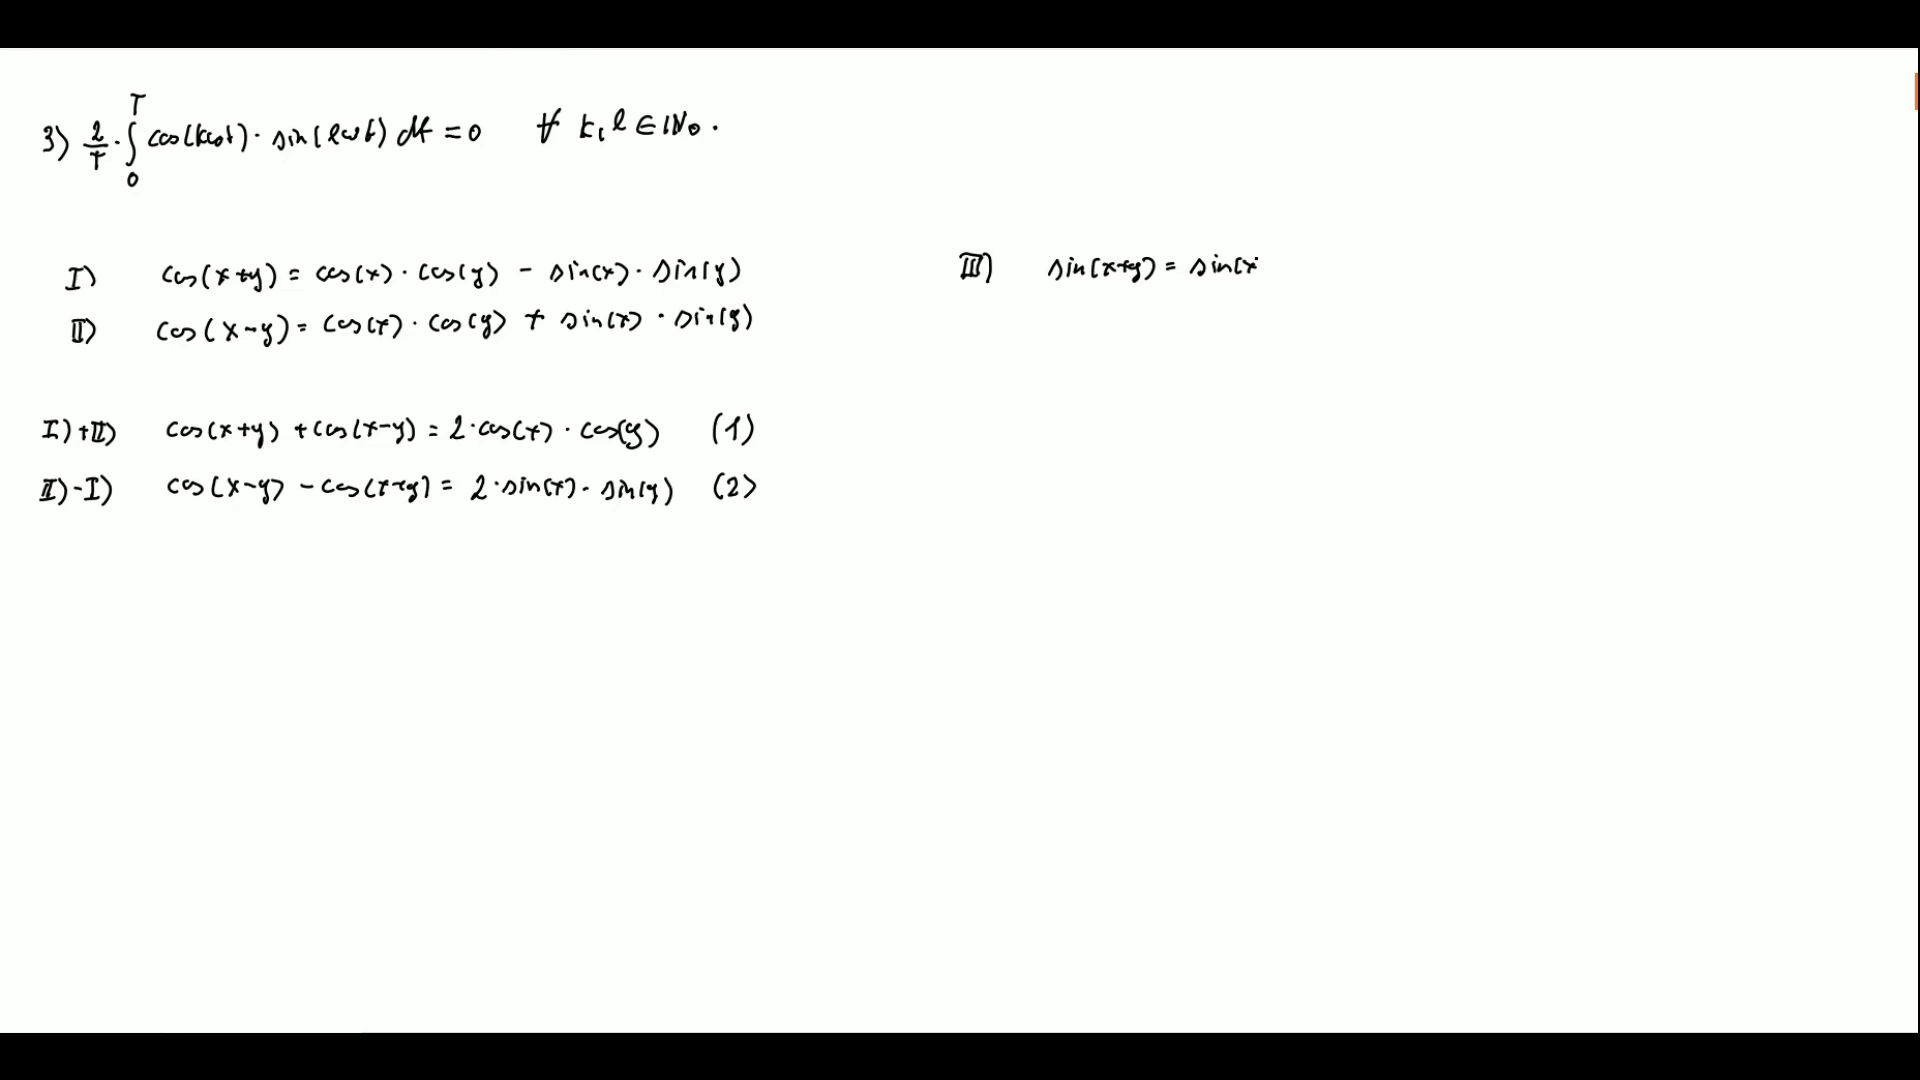 3) 2/T · ∫₀ᵀ cos(kωt) · sin(lωt) dt = 0 ∀ k, l ∈ ℕ₀.
I) cos(x+y) = cos(x) · cos(y) - sin(x) · sin(y)
II) cos(x-y) = cos(x) · cos(y) + sin(x) · sin(y)
I)+II) cos(x+y) + cos(x-y) = 2·cos(x) · cos(y) (1)
II)-I) cos(x-y) - cos(x+y) = 2·sin(x) · sin(y) (2)
III) sin(x+y) = sin(x